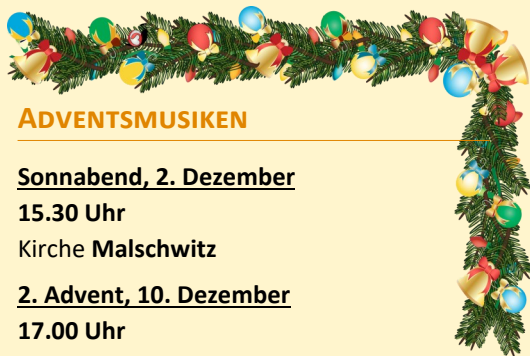 Adventsmusiken
Sonnabend, 2. Dezember
15.30 Uhr
Kirche Malschwitz
2. Advent, 10. Dezember
17.00 Uhr